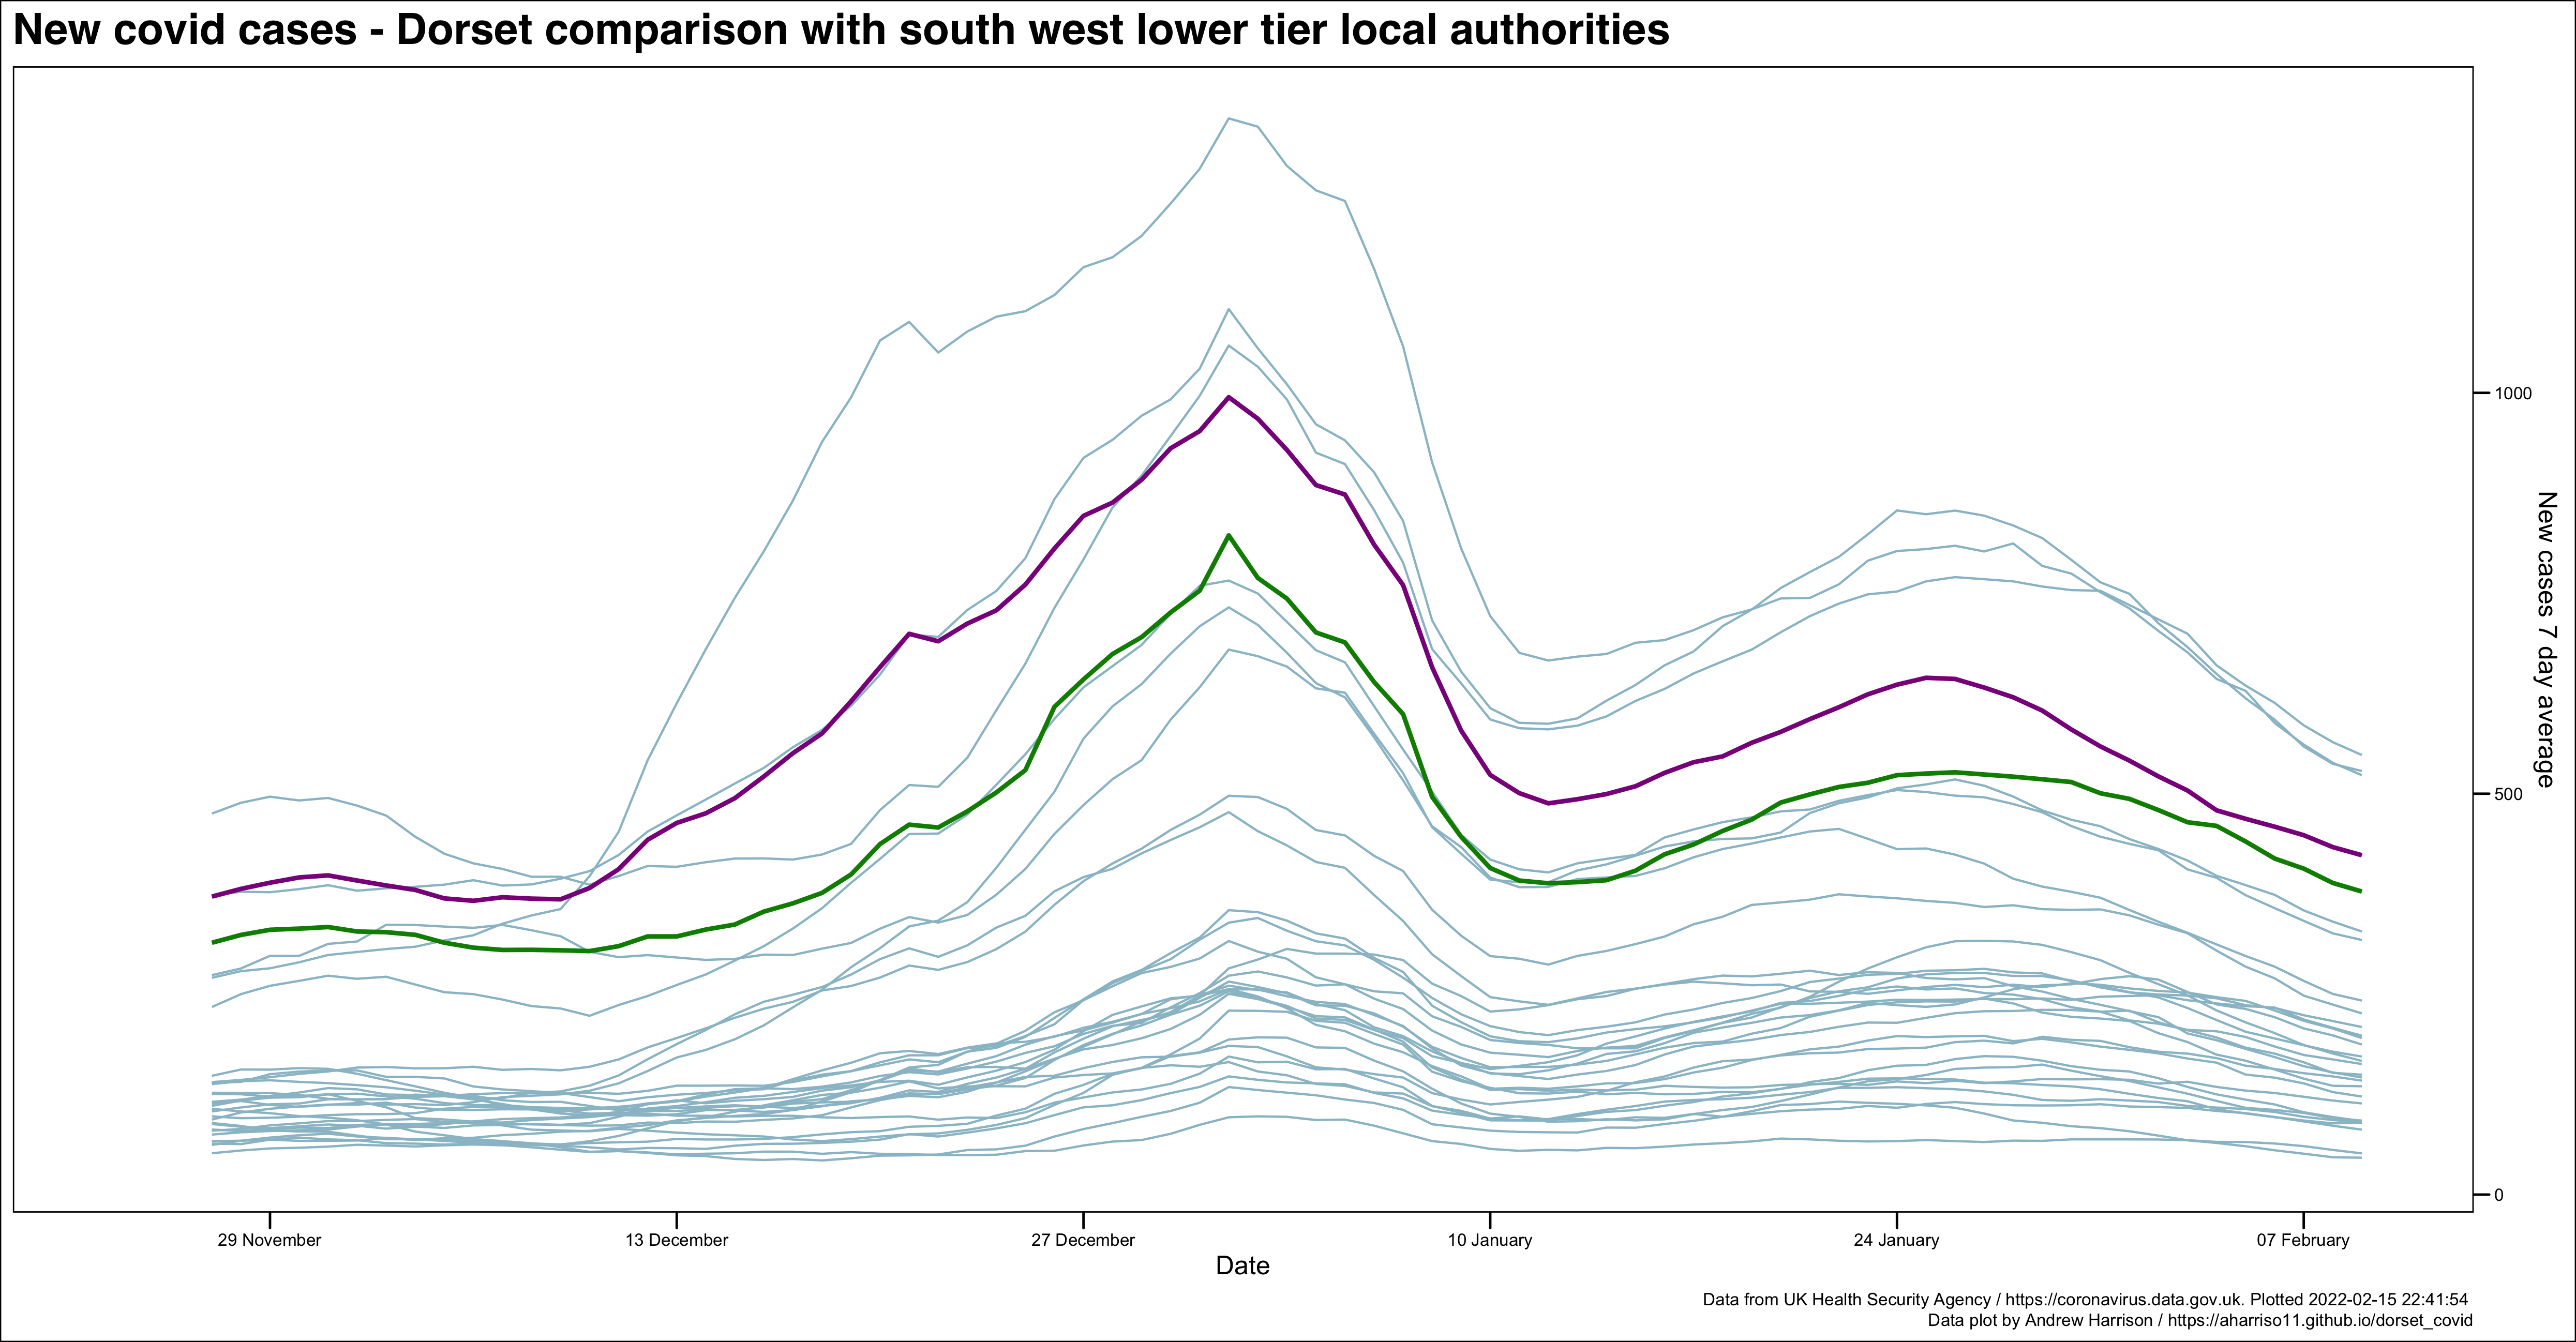 New covid cases - Dorset comparison with south west lower tier local authorities
1000
500
0
New cases 7 day average
29 November
13 December
27 December
10 January
24 January
07 February
Date
Data from UK Health Security Agency / https://coronavirus.data.gov.uk. Plotted 2022-02-15 22:41:54
Data plot by Andrew Harrison / https://aharriso11.github.io/dorset_covid